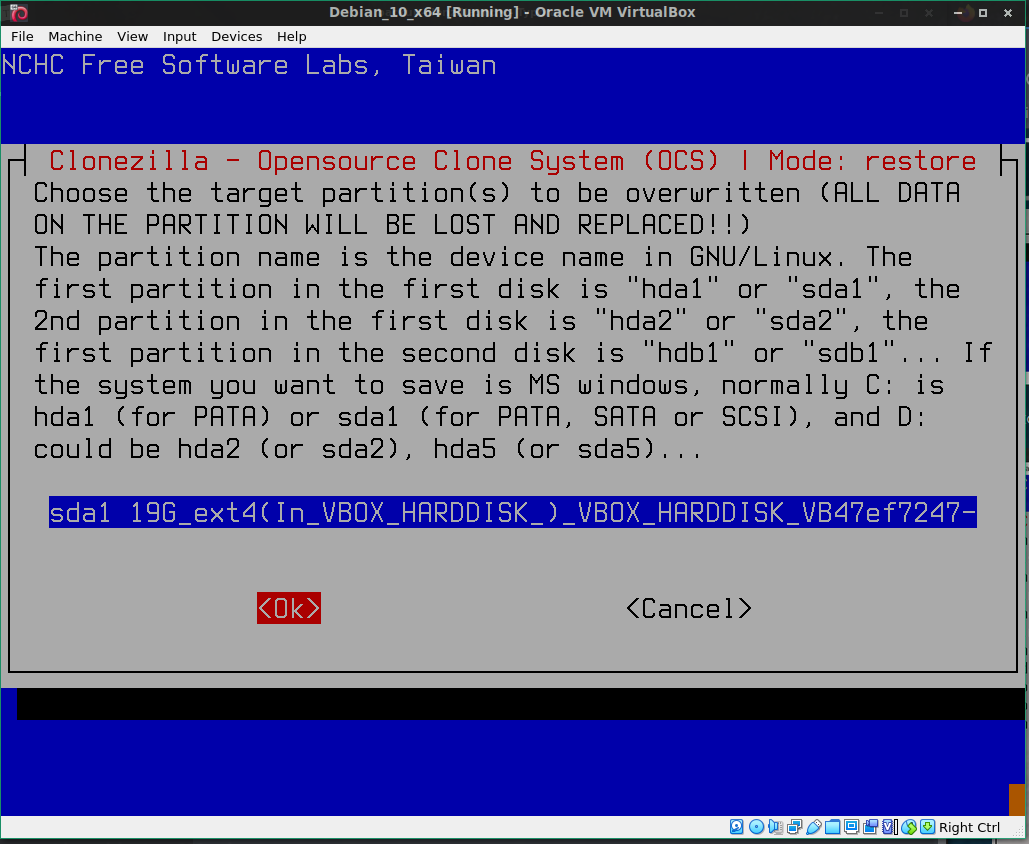 Debian_10_x64 [Running] - Oracle VM VirtualBox
File Machine View Input Devices Help
NCHC Free Software Labs, Taiwan
Clonezilla - Opensource Clone System (OCS) | Mode: restore
Choose the target partition(s) to be overwritten (ALL DATA
ON THE PARTITION WILL BE LOST AND REPLACED!!)
The partition name is the device name in GNU/Linux. The
first partition in the first disk is "hda1" or "sda1", the
2nd partition in the first disk is "hda2" or "sda2", the
first partition in the second disk is "hdb1" or "sdb1"... If
the system you want to save is MS windows, normally C: is
hda1 (for PATA) or sda1 (for PATA, SATA or SCSI), and D:
could be hda2 (or sda2), hda5 (or sda5)...
sda1 19G_ext4(In_VBOX_HARDDISK_)_VBOX_HARDDISK_VB47ef7247-
<Ok> <Cancel>
Right Ctrl